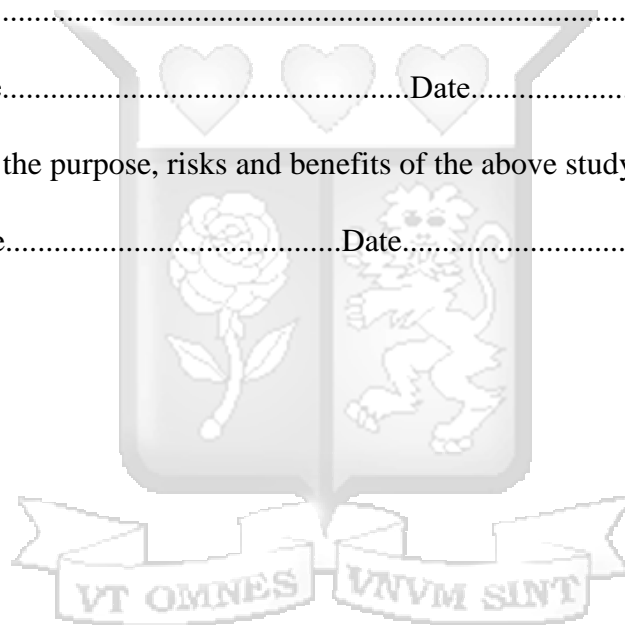 ................................................................................
e...................................................Date....................
the purpose, risks and benefits of the above study
e..........................................Date............................
VT OMNES VNVM SINT